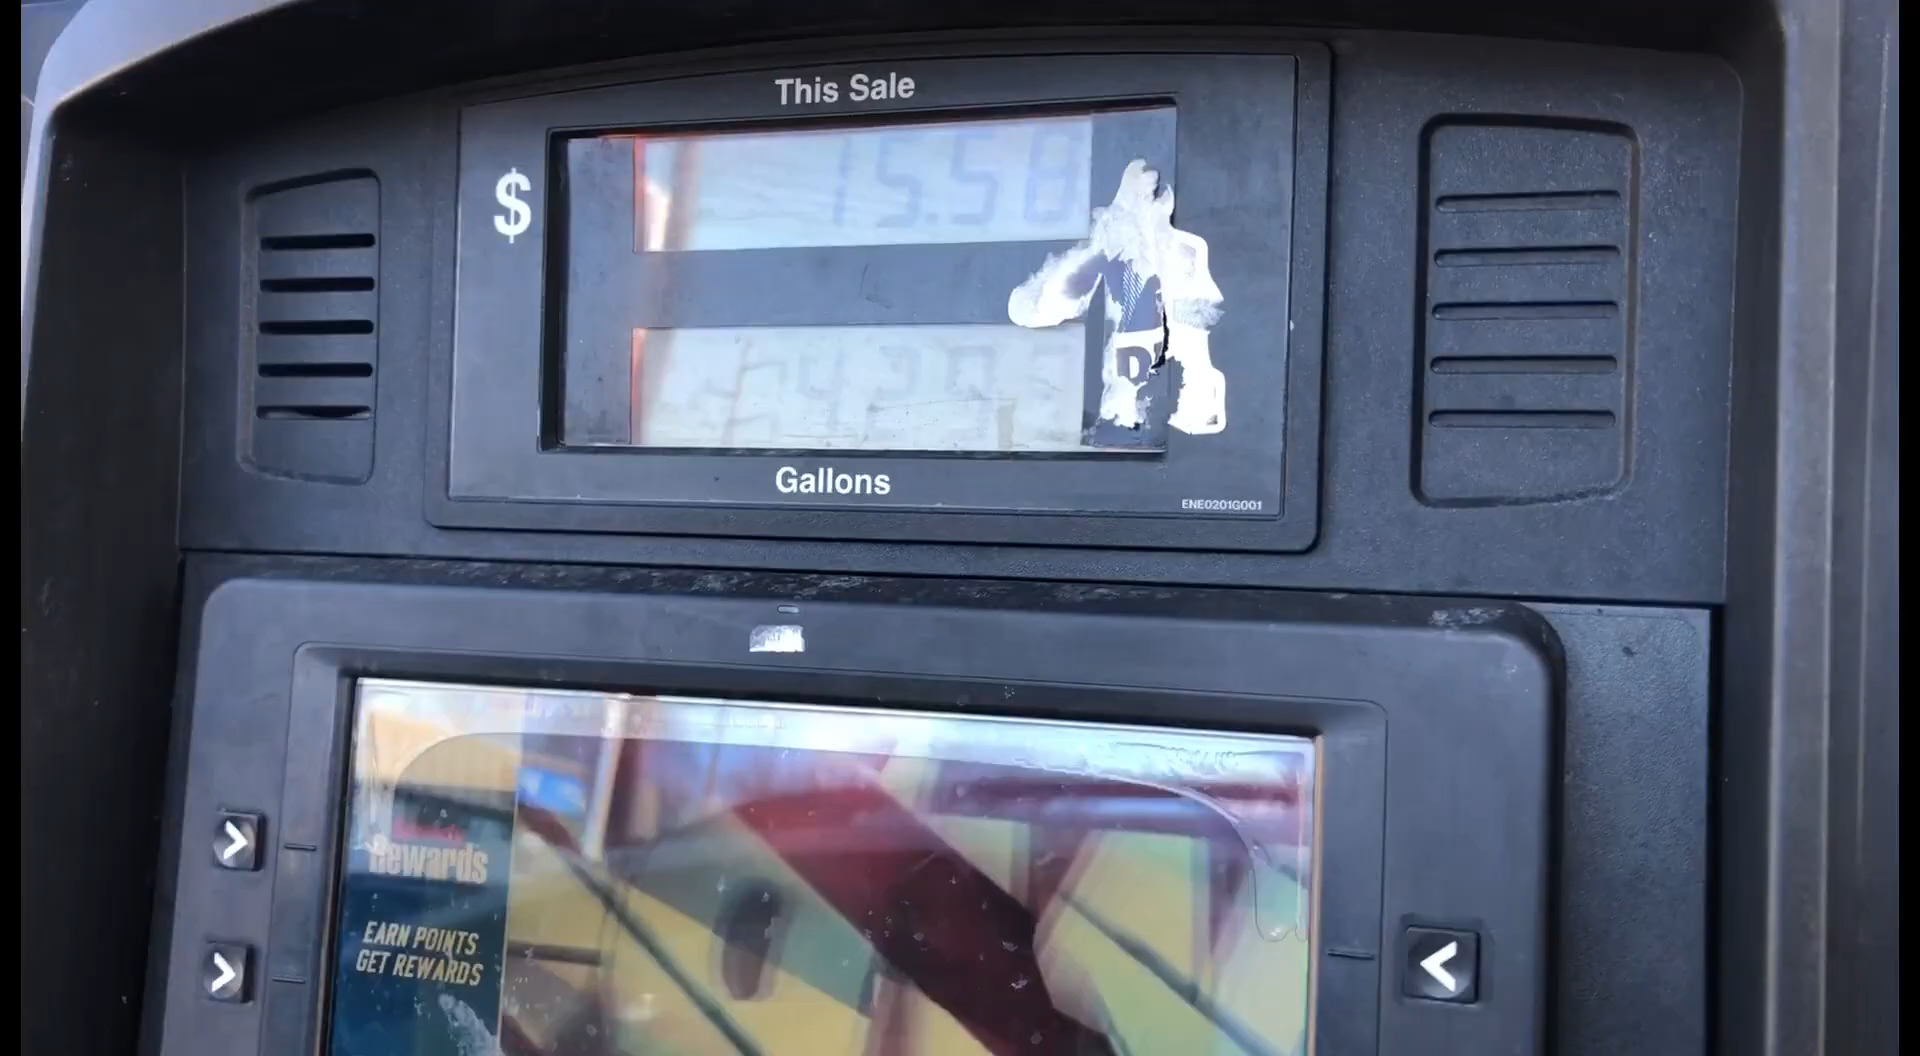 This Sale
$
15.58
Gallons
ENE0201G001
Rewards
EARN POINTS
GET REWARDS